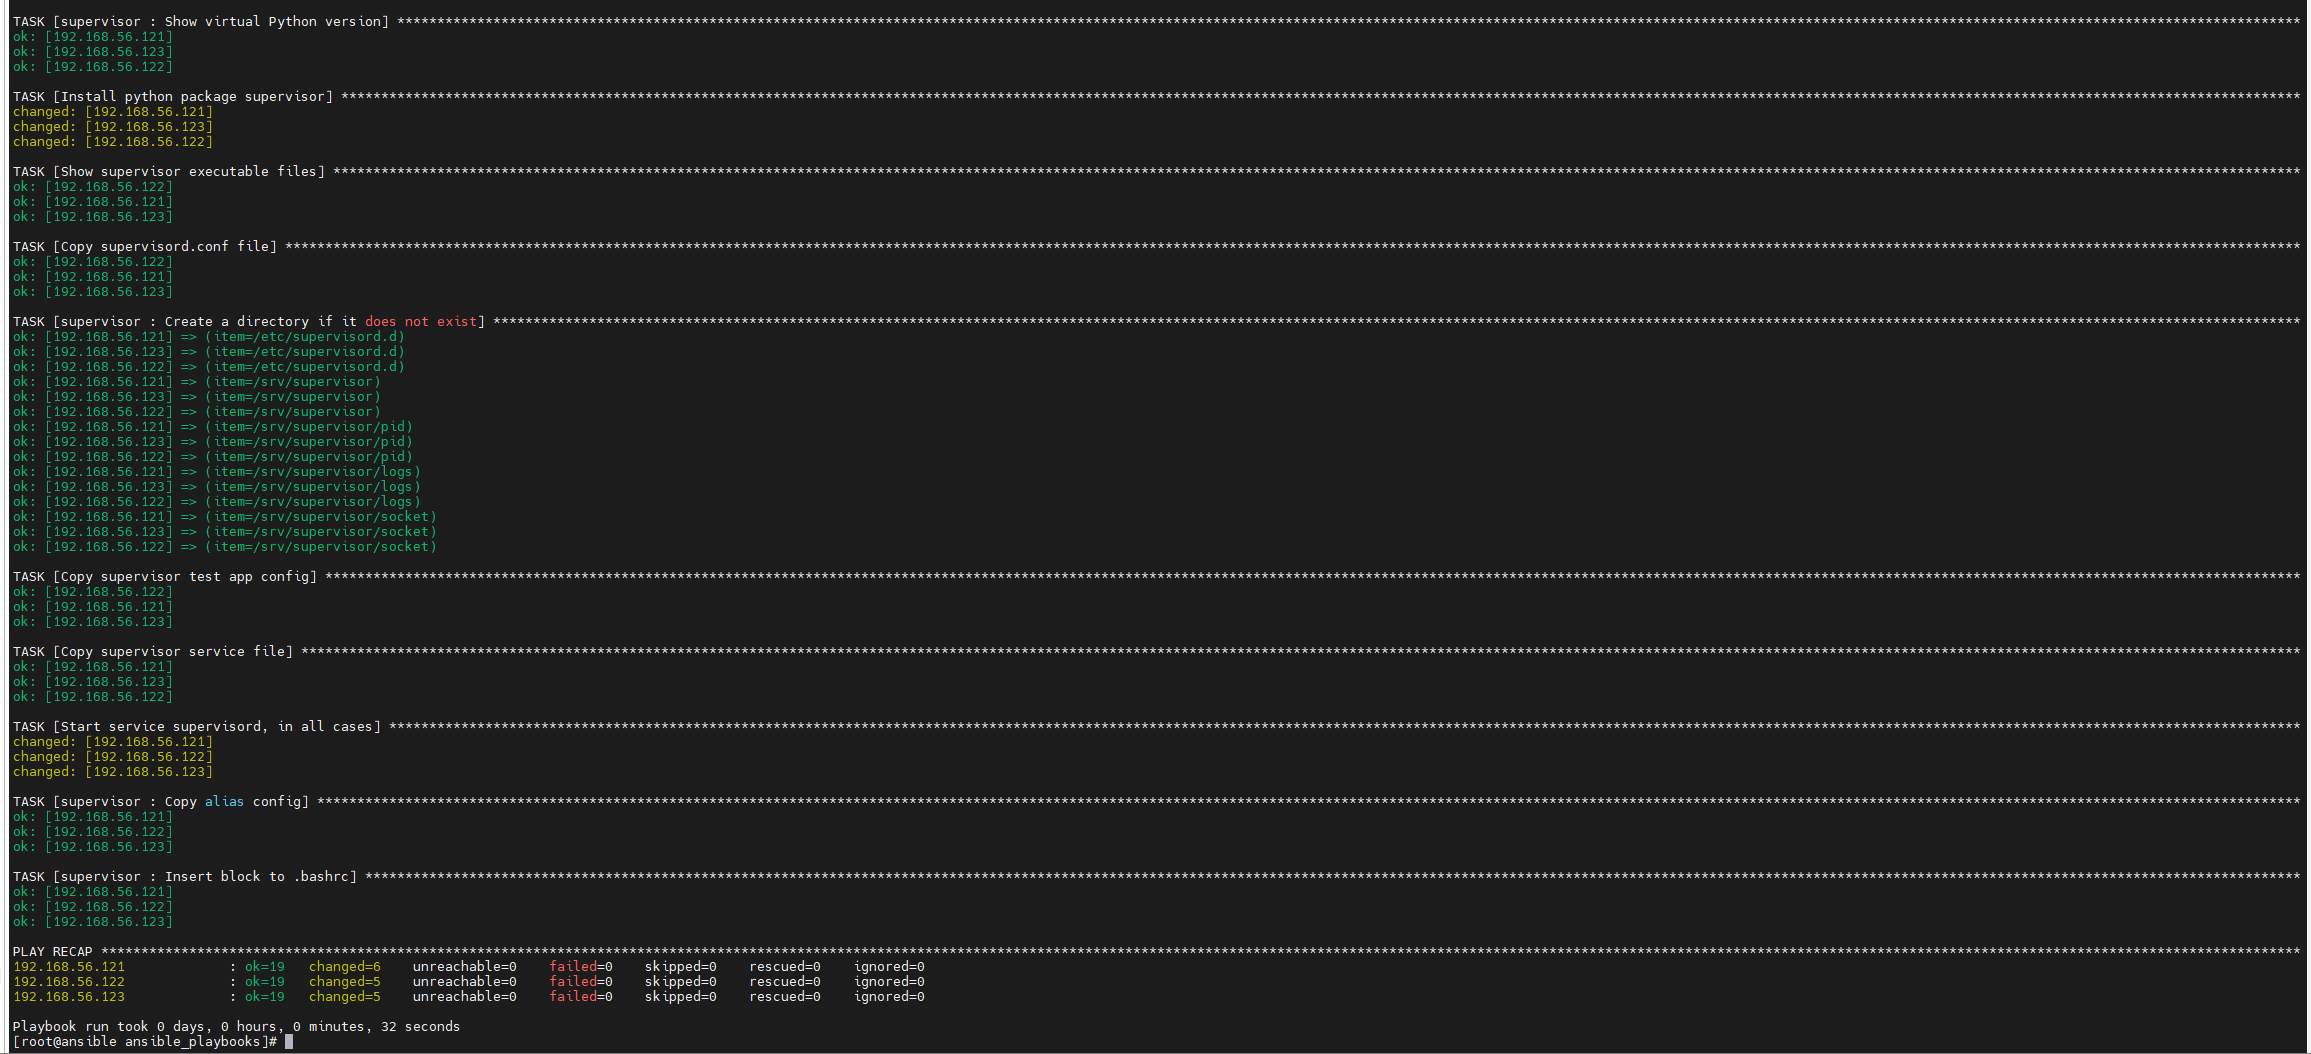 TASK [supervisor : Show virtual Python version] ****************************************************************************************************************************************************************************************************************************************
ok: [192.168.56.121]
ok: [192.168.56.123]
ok: [192.168.56.122]
TASK [Install python package supervisor] ***********************************************************************************************************************************************************************************************************************************************
changed: [192.168.56.121]
changed: [192.168.56.123]
changed: [192.168.56.122]
TASK [Show supervisor executable files] ************************************************************************************************************************************************************************************************************************************************
ok: [192.168.56.122]
ok: [192.168.56.121]
ok: [192.168.56.123]
TASK [Copy supervisord.conf file] ******************************************************************************************************************************************************************************************************************************************************
ok: [192.168.56.122]
ok: [192.168.56.121]
ok: [192.168.56.123]
TASK [supervisor : Create a directory if it does not exist] ****************************************************************************************************************************************************************************************************************************
ok: [192.168.56.121] => (item=/etc/supervisord.d)
ok: [192.168.56.123] => (item=/etc/supervisord.d)
ok: [192.168.56.122] => (item=/etc/supervisord.d)
ok: [192.168.56.121] => (item=/srv/supervisor)
ok: [192.168.56.123] => (item=/srv/supervisor)
ok: [192.168.56.122] => (item=/srv/supervisor)
ok: [192.168.56.121] => (item=/srv/supervisor/pid)
ok: [192.168.56.123] => (item=/srv/supervisor/pid)
ok: [192.168.56.122] => (item=/srv/supervisor/pid)
ok: [192.168.56.121] => (item=/srv/supervisor/logs)
ok: [192.168.56.123] => (item=/srv/supervisor/logs)
ok: [192.168.56.122] => (item=/srv/supervisor/logs)
ok: [192.168.56.121] => (item=/srv/supervisor/socket)
ok: [192.168.56.123] => (item=/srv/supervisor/socket)
ok: [192.168.56.122] => (item=/srv/supervisor/socket)
TASK [Copy supervisor test app config] *************************************************************************************************************************************************************************************************************************************************
ok: [192.168.56.122]
ok: [192.168.56.121]
ok: [192.168.56.123]
TASK [Copy supervisor service file] ****************************************************************************************************************************************************************************************************************************************************
ok: [192.168.56.121]
ok: [192.168.56.123]
ok: [192.168.56.122]
TASK [Start service supervisord, in all cases] *****************************************************************************************************************************************************************************************************************************************
changed: [192.168.56.121]
changed: [192.168.56.122]
changed: [192.168.56.123]
TASK [supervisor : Copy alias config] **************************************************************************************************************************************************************************************************************************************************
ok: [192.168.56.121]
ok: [192.168.56.122]
ok: [192.168.56.123]
TASK [supervisor : Insert block to .bashrc] ********************************************************************************************************************************************************************************************************************************************
ok: [192.168.56.121]
ok: [192.168.56.122]
ok: [192.168.56.123]
PLAY RECAP *****************************************************************************************************************************************************************************************************************************************************************************
192.168.56.121             : ok=19   changed=6    unreachable=0    failed=0    skipped=0    rescued=0    ignored=0
192.168.56.122             : ok=19   changed=5    unreachable=0    failed=0    skipped=0    rescued=0    ignored=0
192.168.56.123             : ok=19   changed=5    unreachable=0    failed=0    skipped=0    rescued=0    ignored=0
Playbook run took 0 days, 0 hours, 0 minutes, 32 seconds
[root@ansible ansible_playbooks]#